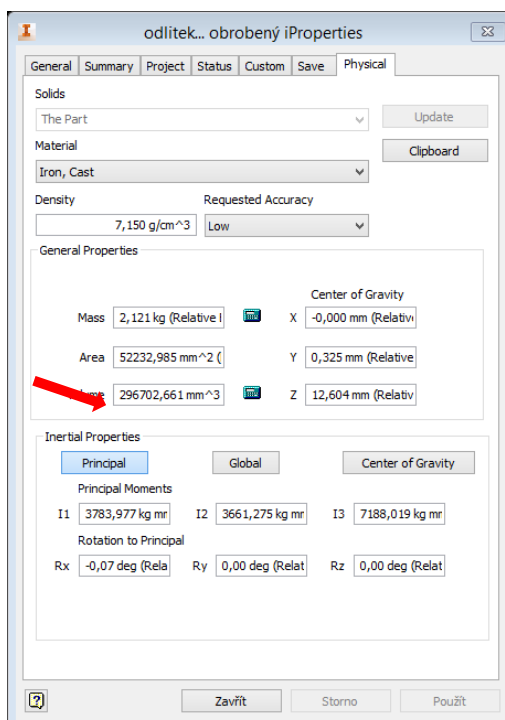 odlitek... obrobený iProperties
General Summary Project Status Custom Save Physical
Solids
The Part Update
Material Clipboard
Iron, Cast
Density Requested Accuracy
7,150 g/cm^3 Low
General Properties
Center of Gravity
Mass 2,121 kg (Relative X -0,000 mm (Relativ
Area 52232,985 mm^2 ( Y 0,325 mm (Relative
296702,661 mm^3 Z 12,604 mm (Relativ
Inertial Properties
Principal Global Center of Gravity
Principal Moments
I1 3783,977 kg I2 3661,275 kg I3 7188,019 kg
Rotation to Principal
Rx -0,07 deg (Rela Ry 0,00 deg (Relat Rz 0,00 deg (Relat
Zavřít Storno Použít